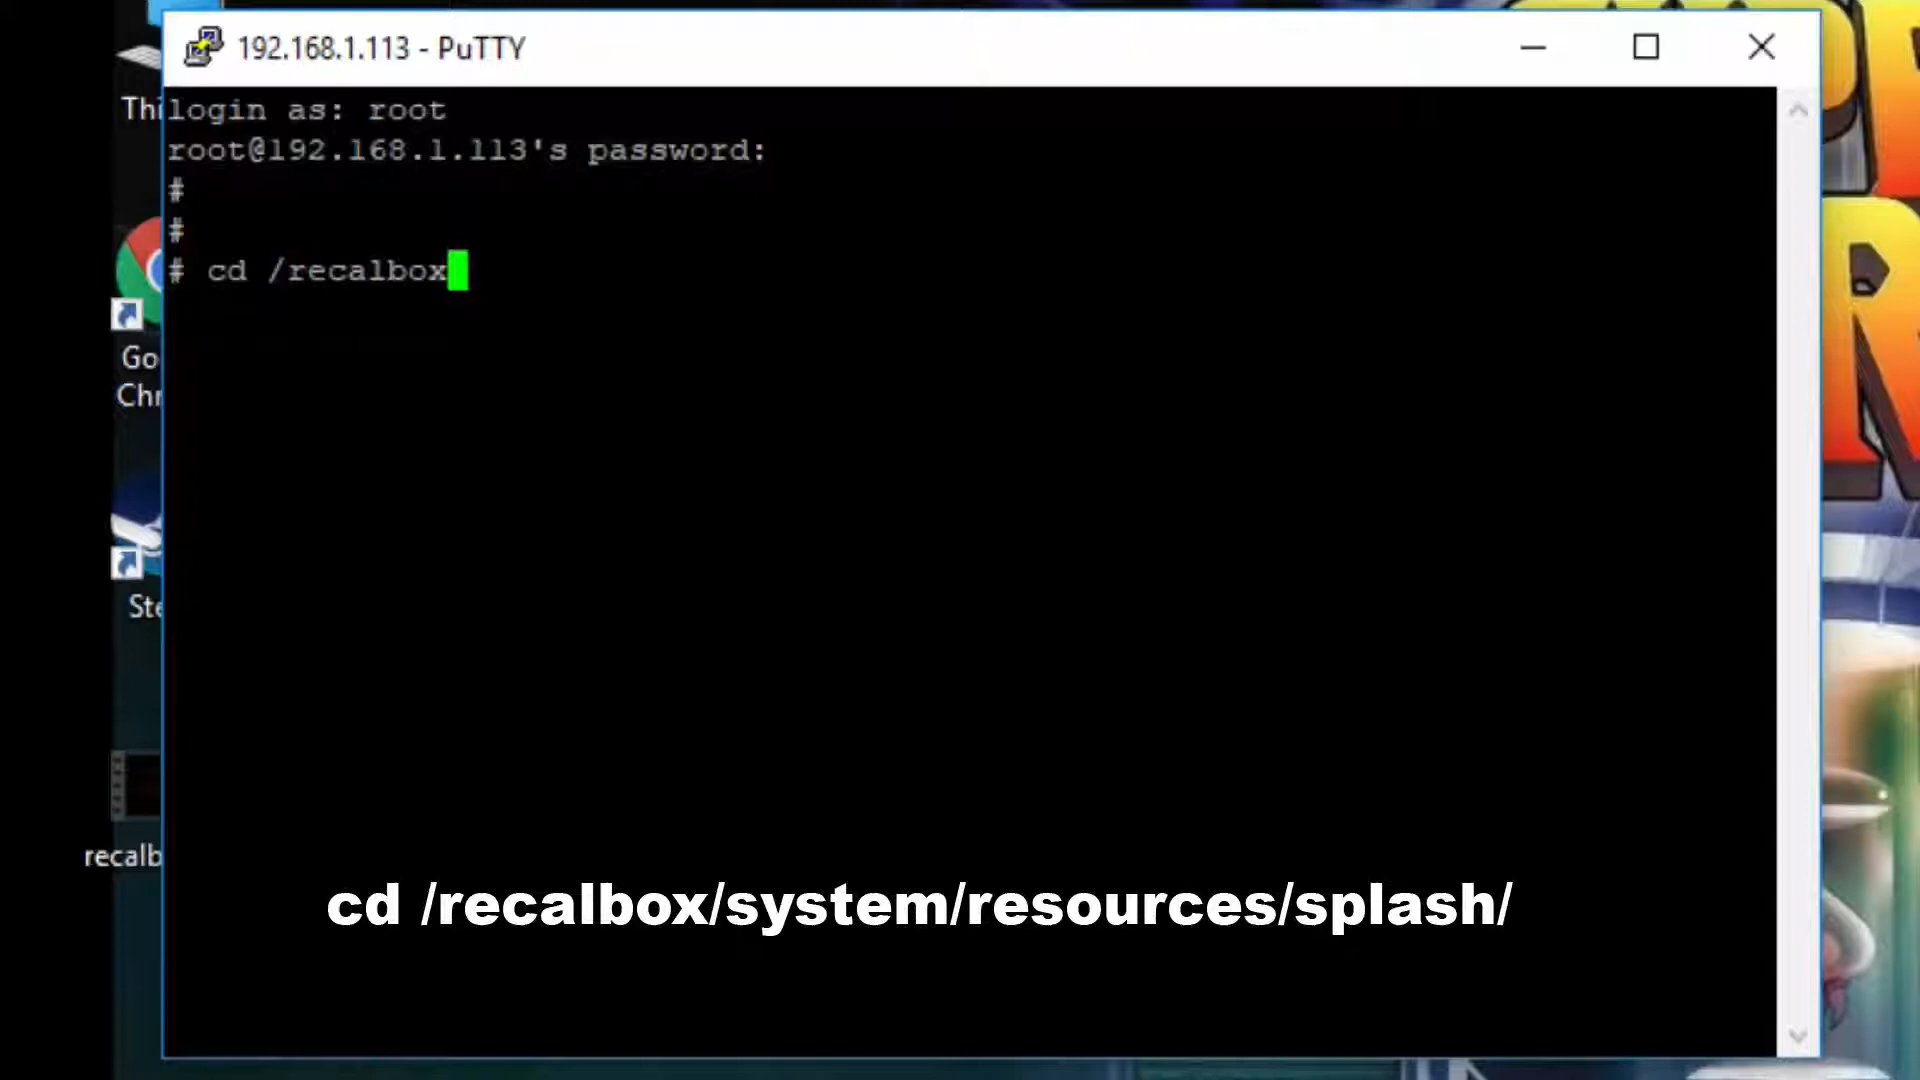 192.168.1.113 - PuTTY
login as: root
root@192.168.1.113's password:
#
#
# cd /recalbox
Thi
Go
Chr
Ste
recalb
cd /recalbox/system/resources/splash/